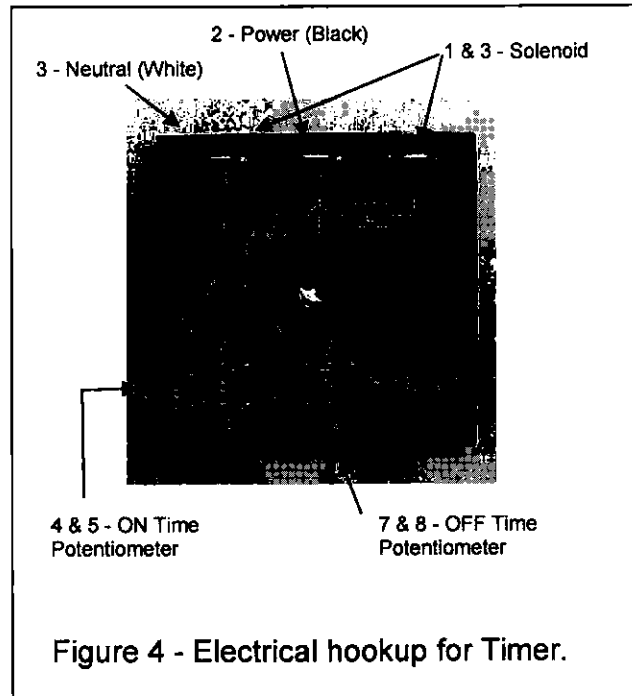 2 - Power (Black)
1 & 3 - Solenoid
3 - Neutral (White)
4 & 5 - ON Time
Potentiometer
7 & 8 - OFF Time
Potentiometer
Figure 4 - Electrical hookup for Timer.